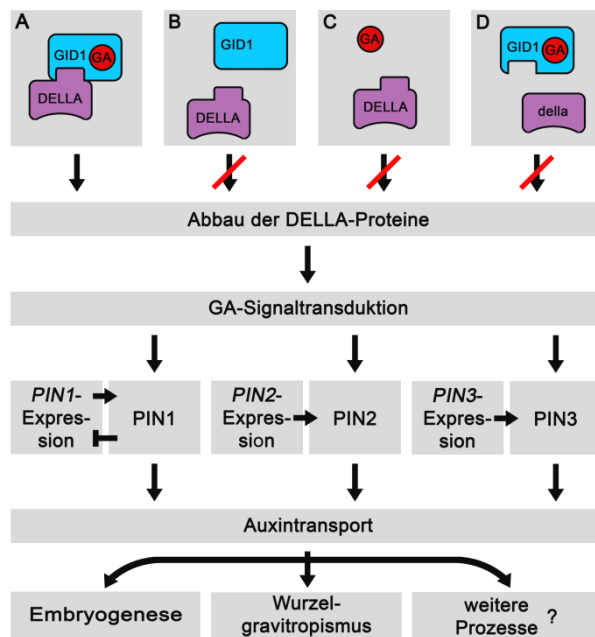 A
GID1
GA
DELLA
B
GID1
DELLA
C
GA
DELLA
D
GID1
GA
della
Abbau der DELLA-Proteine
GA-Signaltransduktion
PIN1-
Expres-
sion
PIN1
PIN2-
Expres-
sion
PIN2
PIN3-
Expres-
sion
PIN3
Auxintransport
Embryogenese
Wurzel-
gravitropismus
weitere
Prozesse ?